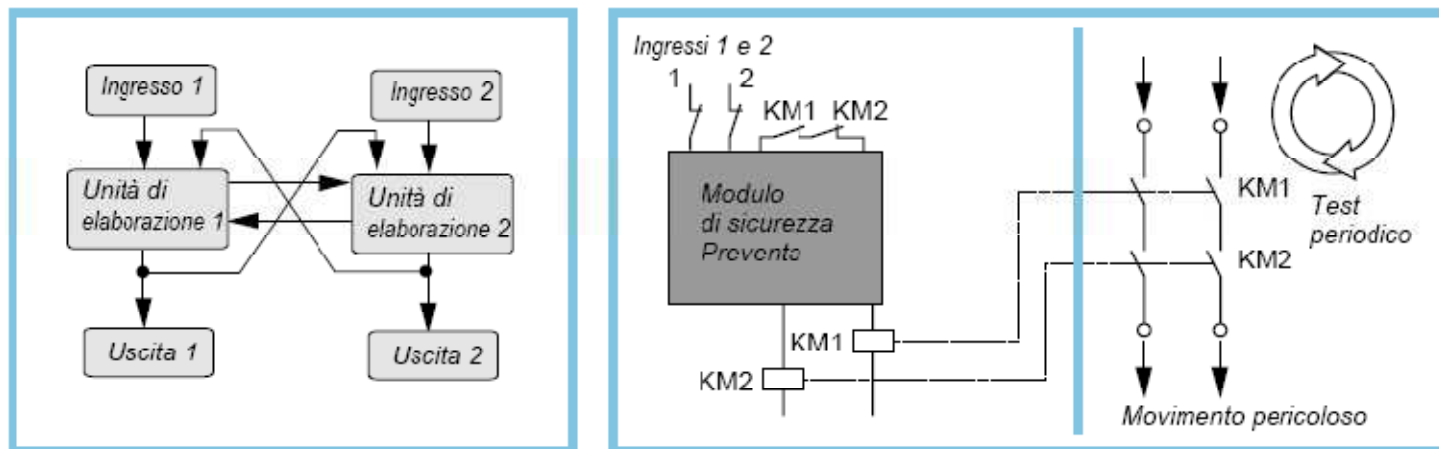 Ingresso 1
Ingresso 2
Unità di
elaborazione 1
Unità di
elaborazione 2
Uscita 1
Uscita 2
Ingressi 1 e 2
1
2
KM1
KM2
Modulo
di sicurezza
Preventa
KM1
KM2
KM1
Test
periodico
KM2
Movimento pericoloso